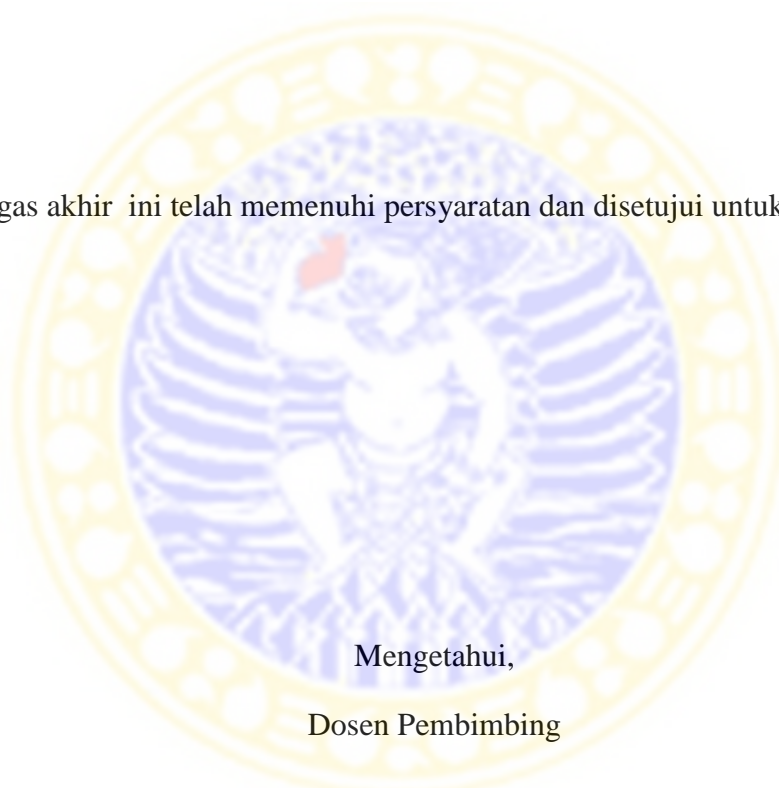 gas akhir ini telah memenuhi persyaratan dan disetujui untuk
Mengetahui,
Dosen Pembimbing